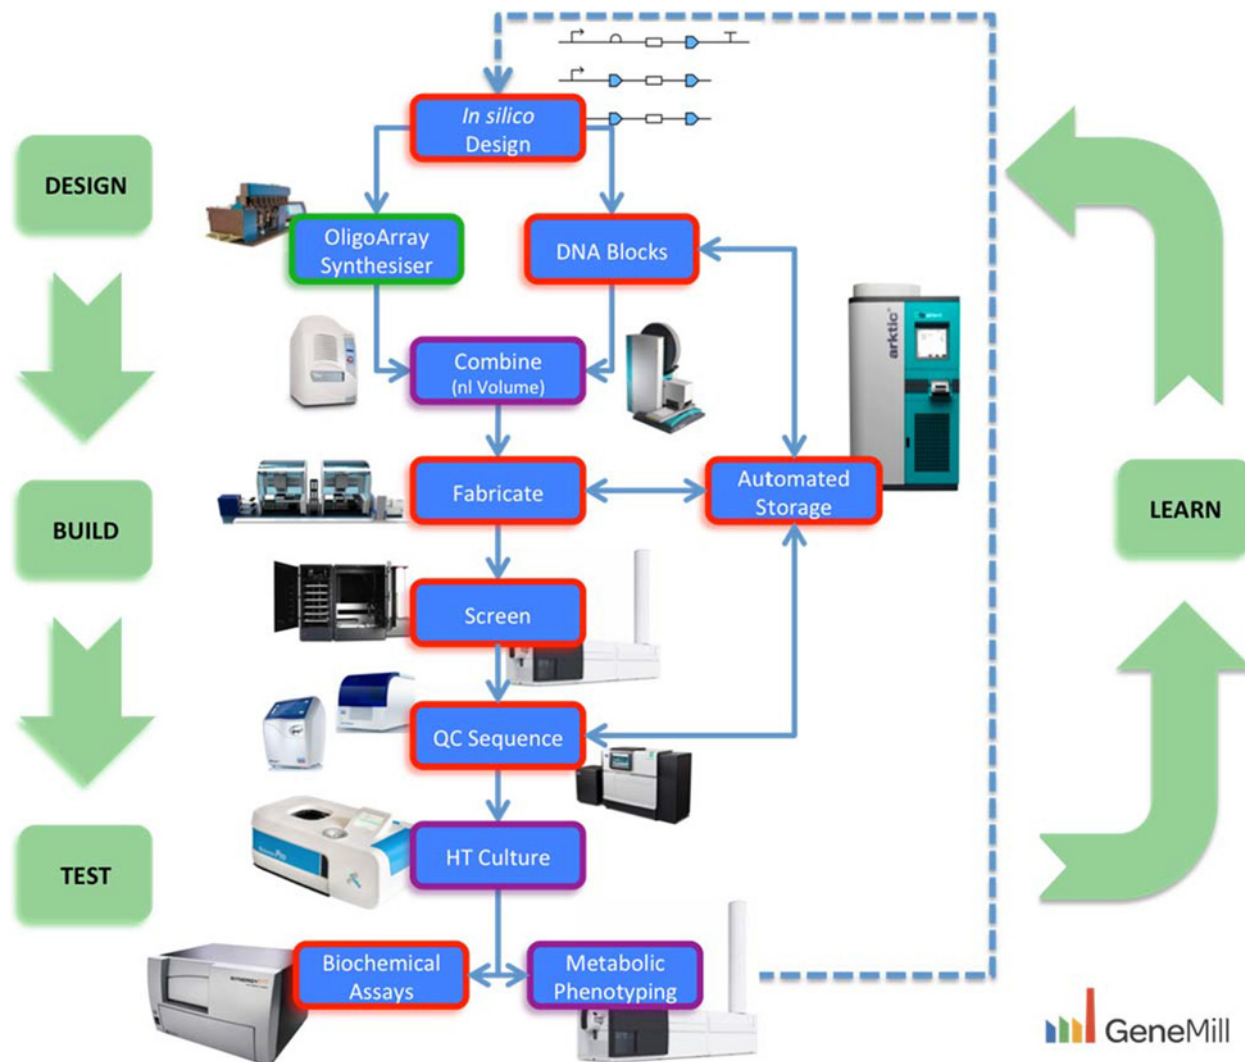 In silico
Design
DESIGN
OligoArray
Synthesiser
DNA Blocks
arktic
Combine
(nl Volume)
Fabricate
Automated
Storage
BUILD
LEARN
Screen
QC Sequence
HT Culture
TEST
Biochemical
Assays
Metabolic
Phenotyping
GeneMill